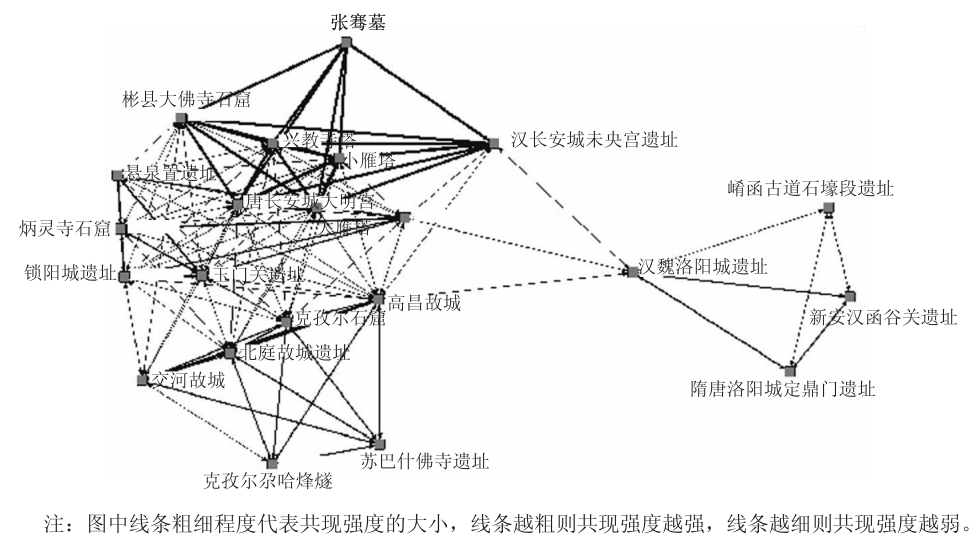 张骞墓
彬县大佛寺石窟
兴教寺塔
汉长安城未央宫遗址
小雁塔
悬泉置遗址
崤函古道石壕段遗址
唐长安城大明宫
炳灵寺石窟
大雁塔
锁阳城遗址
玉门关遗址
汉魏洛阳城遗址
高昌故城
克孜尔石窟
新安汉函谷关遗址
北庭故城遗址
交河故城
隋唐洛阳城定鼎门遗址
苏巴什佛寺遗址
克孜尔尕哈烽燧
注：图中线条粗细程度代表共现强度的大小，线条越粗则共现强度越强，线条越细则共现强度越弱。